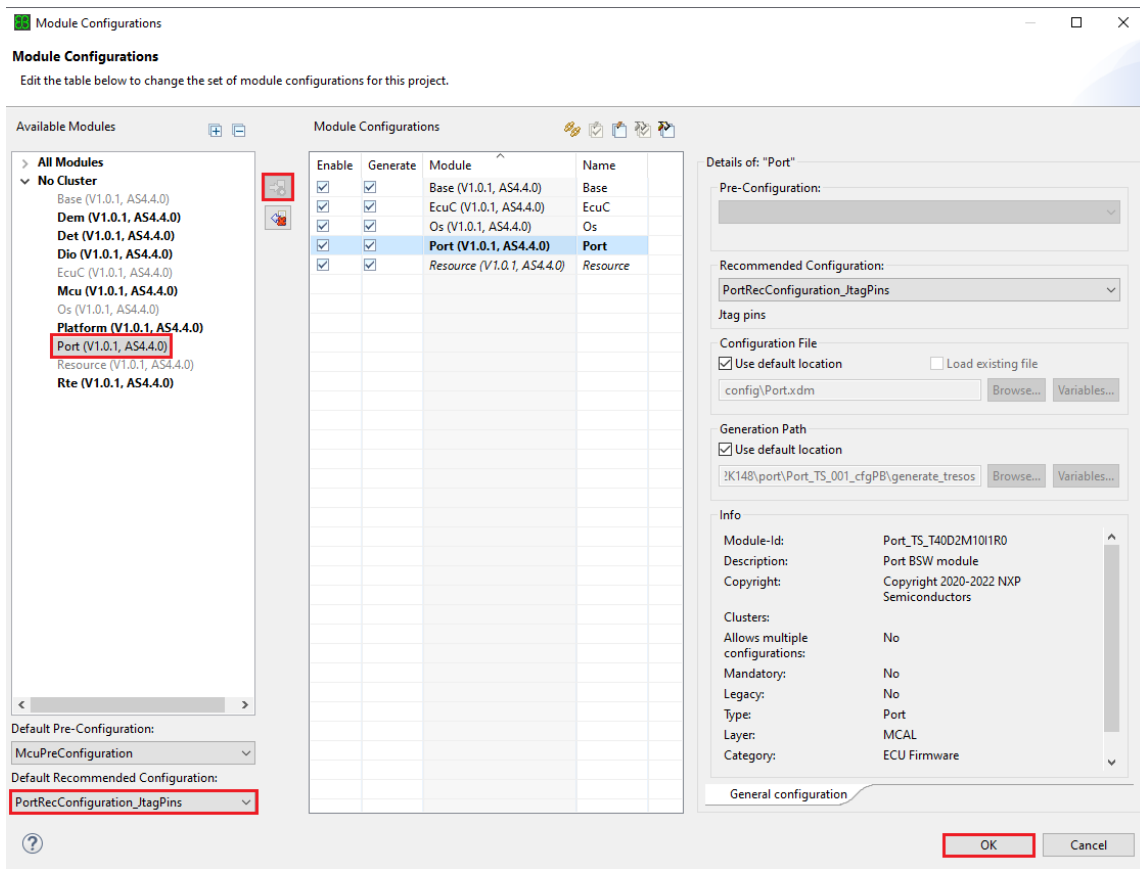 Module Configurations
Module Configurations
Edit the table below to change the set of module configurations for this project.
Available Modules
All Modules
No Cluster
Base (V1.0.1, AS4.4.0)
Dem (V1.0.1, AS4.4.0)
Det (V1.0.1, AS4.4.0)
Dio (V1.0.1, AS4.4.0)
EcuC (V1.0.1, AS4.4.0)
Mcu (V1.0.1, AS4.4.0)
Os (V1.0.1, AS4.4.0)
Platform (V1.0.1, AS4.4.0)
Port (V1.0.1, AS4.4.0)
Resource (V1.0.1, AS4.4.0)
Rte (V1.0.1, AS4.4.0)
Default Pre-Configuration:
McuPreConfiguration
Default Recommended Configuration:
PortRecConfiguration_JtagPins
Module Configurations
Enable Generate Module Name
Base (V1.0.1, AS4.4.0) Base
EcuC (V1.0.1, AS4.4.0) EcuC
Os (V1.0.1, AS4.4.0) Os
Port (V1.0.1, AS4.4.0) Port
Resource (V1.0.1, AS4.4.0) Resource
Details of: "Port"
Pre-Configuration:
Recommended Configuration:
PortRecConfiguration_JtagPins
Jtag pins
Configuration File
Use default location Load existing file
config\Port.xdm Browse... Variables...
Generation Path
Use default location
!K148\port\Port_TS_001_cfgPB\generate_tresos Browse... Variables...
Info
Module-Id: Port_TS_T40D2M10I1R0
Description: Port BSW module
Copyright: Copyright 2020-2022 NXP
Semiconductors
Clusters:
Allows multiple No
configurations:
Mandatory: No
Legacy: No
Type: Port
Layer: MCAL
Category: ECU Firmware
General configuration
OK Cancel